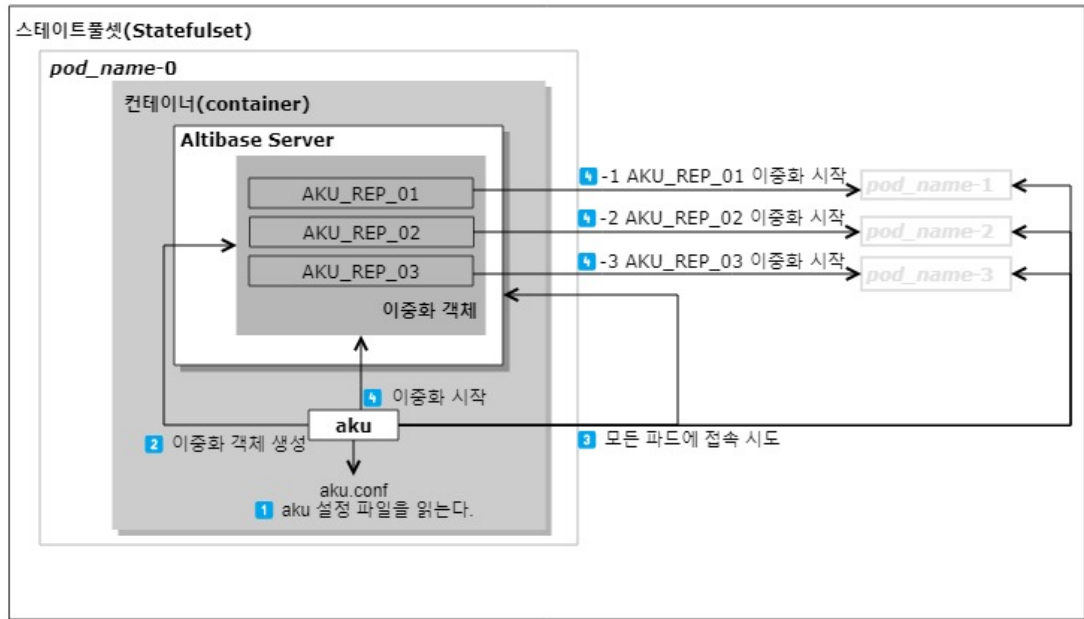 스테이트풀셋(Statefulset)
pod_name-0
컨테이너(container)
Altibase Server
AKU_REP_01
AKU_REP_02
AKU_REP_03
이중화 객체
4 -1 AKU_REP_01 이중화 시작
4 -2 AKU_REP_02 이중화 시작
4 -3 AKU_REP_03 이중화 시작
pod_name-1
pod_name-2
pod_name-3
4 이중화 시작
aku
2 이중화 객체 생성
3 모든 파드에 접속 시도
aku.conf
1 aku 설정 파일을 읽는다.